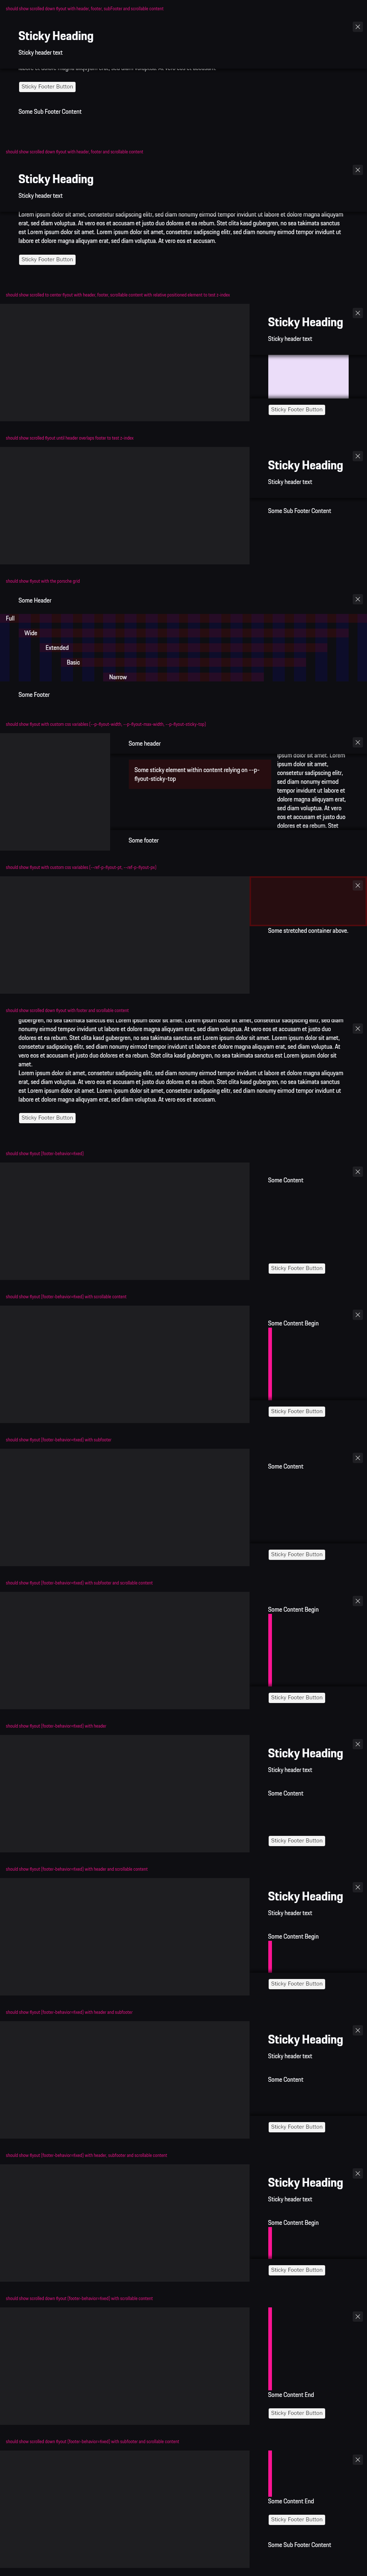 should show scrolled down flyout with header, footer, subFooter and scrollable content
Sticky Heading
Sticky header text
labore et dolore magna aliquyam erat, sed diam voluptua. At vero eos et accusam.
Sticky Footer Button
Some Sub Footer Content
should show scrolled down flyout with header, footer and scrollable content
Sticky Heading
Sticky header text
Lorem ipsum dolor sit amet, consetetur sadipscing elitr, sed diam nonumy eirmod tempor invidunt ut labore et dolore magna aliquyam
erat, sed diam voluptua. At vero eos et accusam et justo duo dolores et ea rebum. Stet clita kasd gubergren, no sea takimata sanctus
est Lorem ipsum dolor sit amet. Lorem ipsum dolor sit amet, consetetur sadipscing elitr, sed diam nonumy eirmod tempor invidunt ut
labore et dolore magna aliquyam erat, sed diam voluptua. At vero eos et accusam.
Sticky Footer Button
should show scrolled to center flyout with header, footer, scrollable content with relative positioned element to test z-index
Sticky Heading
Sticky header text
Sticky Footer Button
should show scrolled flyout until header overlaps footer to test z-index
Sticky Heading
Sticky header text
Some Sub Footer Content
should show flyout with the porsche grid
Some Header
Full
Wide
Extended
Basic
Narrow
Some Footer
should show flyout with custom css variables (--p-flyout-width, --p-flyout-max-width, --p-flyout-sticky-top)
Some header
Some sticky element within content relying on --p-
flyout-sticky-top
ipsum dolor sit amet. Lorem
ipsum dolor sit amet,
consetetur sadipscing elitr,
sed diam nonumy eirmod
tempor invidunt ut labore et
dolore magna aliquyam erat,
sed diam voluptua. At vero
eos et accusam et justo duo
dolores et ea rebum. Stet
Some footer
should show flyout with custom css variables (--ref-p-flyout-pt, --ref-p-flyout-px)
Some stretched container above.
should show scrolled down flyout with footer and scrollable content
gubergren, no sea takimata sanctus est Lorem ipsum dolor sit amet. Lorem ipsum dolor sit amet, consetetur sadipscing elitr, sed diam
nonumy eirmod tempor invidunt ut labore et dolore magna aliquyam erat, sed diam voluptua. At vero eos et accusam et justo duo
dolores et ea rebum. Stet clita kasd gubergren, no sea takimata sanctus est Lorem ipsum dolor sit amet. Lorem ipsum dolor sit amet,
consetetur sadipscing elitr, sed diam nonumy eirmod tempor invidunt ut labore et dolore magna aliquyam erat, sed diam voluptua. At
vero eos et accusam et justo duo dolores et ea rebum. Stet clita kasd gubergren, no sea takimata sanctus est Lorem ipsum dolor sit
amet.
Lorem ipsum dolor sit amet, consetetur sadipscing elitr, sed diam nonumy eirmod tempor invidunt ut labore et dolore magna aliquyam
erat, sed diam voluptua. At vero eos et accusam et justo duo dolores et ea rebum. Stet clita kasd gubergren, no sea takimata sanctus
est Lorem ipsum dolor sit amet. Lorem ipsum dolor sit amet, consetetur sadipscing elitr, sed diam nonumy eirmod tempor invidunt ut
labore et dolore magna aliquyam erat, sed diam voluptua. At vero eos et accusam.
Sticky Footer Button
should show flyout (footer-behavior=fixed)
Some Content
Sticky Footer Button
should show flyout (footer-behavior=fixed) with scrollable content
Some Content Begin
Sticky Footer Button
should show flyout (footer-behavior=fixed) with subfooter
Some Content
Sticky Footer Button
should show flyout (footer-behavior=fixed) with subfooter and scrollable content
Some Content Begin
Sticky Footer Button
should show flyout (footer-behavior=fixed) with header
Sticky Heading
Sticky header text
Some Content
Sticky Footer Button
should show flyout (footer-behavior=fixed) with header and scrollable content
Sticky Heading
Sticky header text
Some Content Begin
Sticky Footer Button
should show flyout (footer-behavior=fixed) with header and subfooter
Sticky Heading
Sticky header text
Some Content
Sticky Footer Button
should show flyout (footer-behavior=fixed) with header, subfooter and scrollable content
Sticky Heading
Sticky header text
Some Content Begin
Sticky Footer Button
should show scrolled down flyout (footer-behavior=fixed) with scrollable content
Some Content End
Sticky Footer Button
should show scrolled down flyout (footer-behavior=fixed) with subfooter and scrollable content
Some Content End
Sticky Footer Button
Some Sub Footer Content